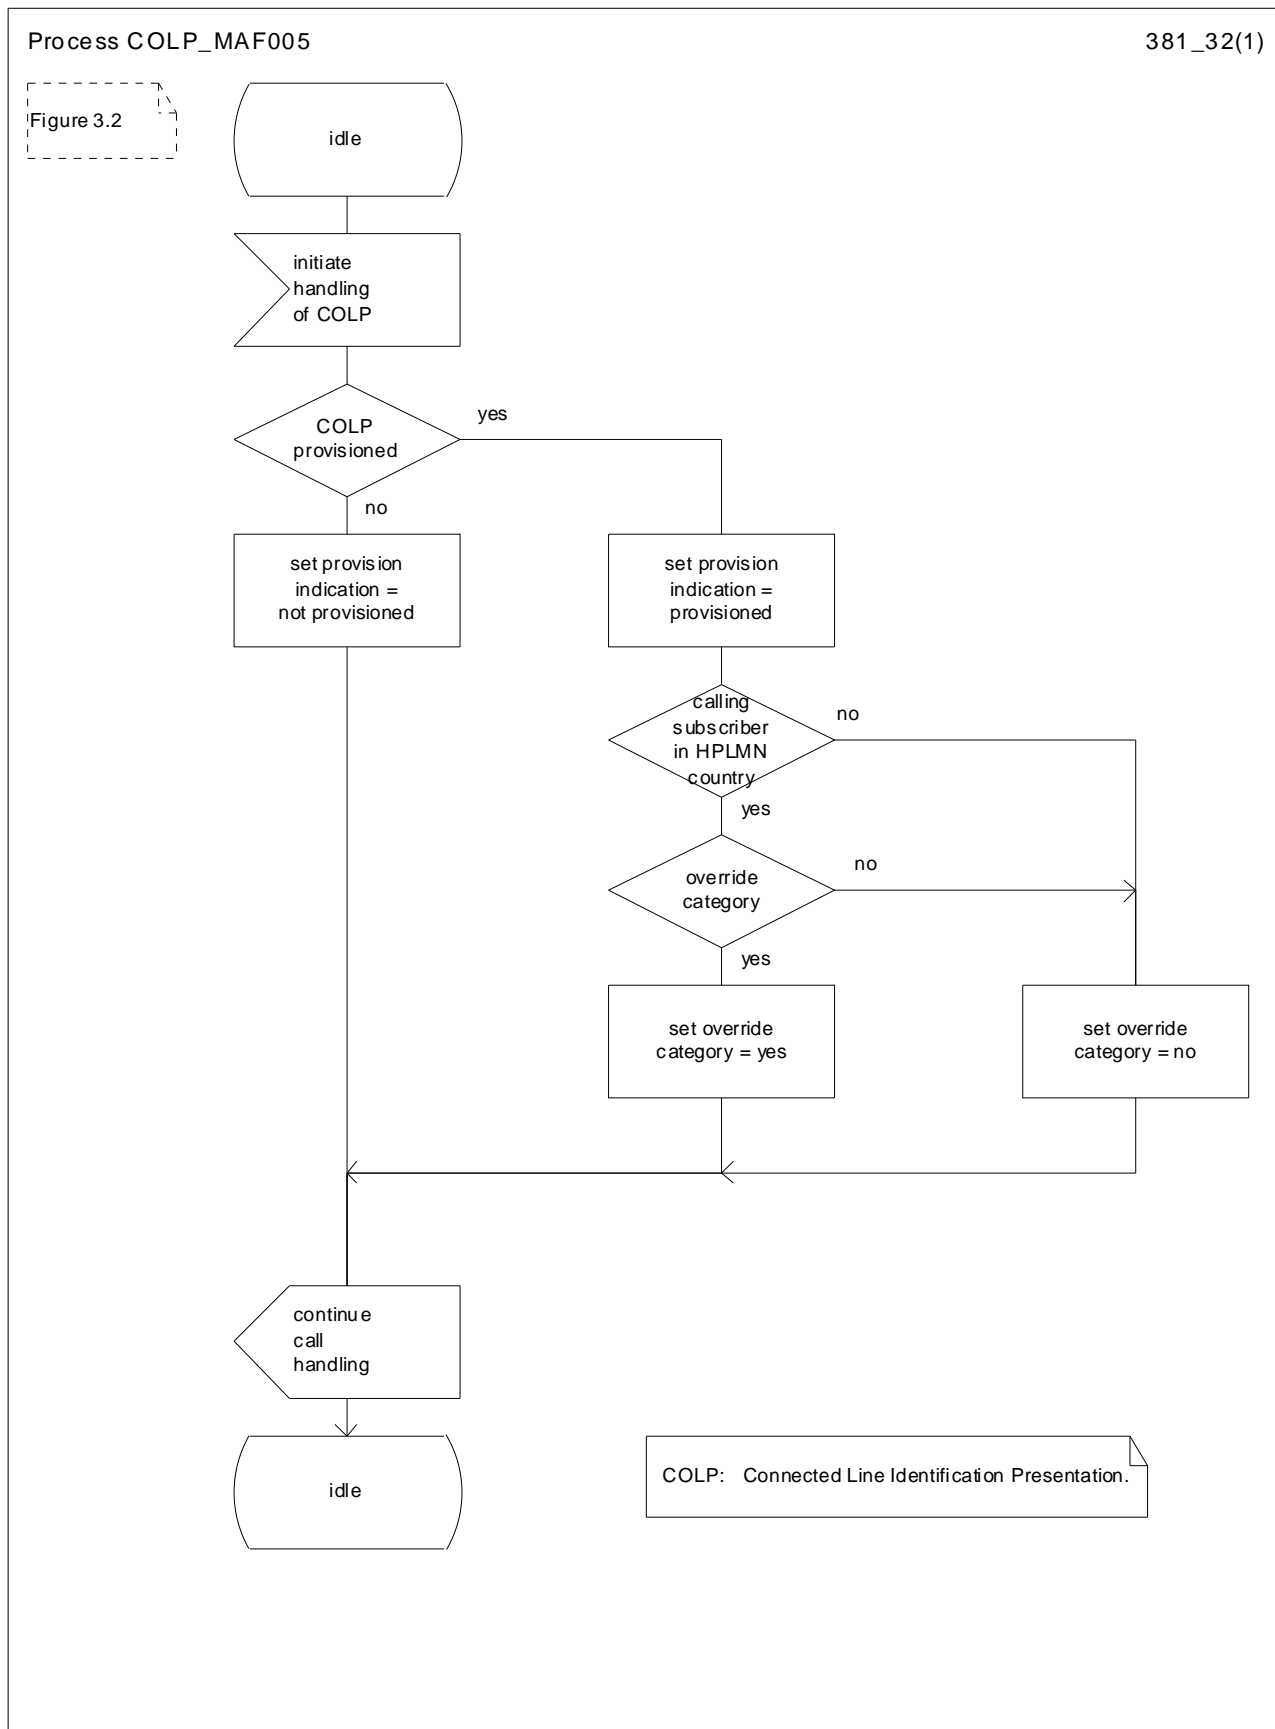 Process COLP_MAF005
381_32(1)
Figure 3.2
idle
initiate
handling
of COLP
COLP
provisioned
yes
no
set provision
indication =
not provisioned
set provision
indication =
provisioned
calling
subscriber
in HPLMN
country
no
yes
override
category
no
yes
set override
category = yes
set override
category = no
continue
call
handling
idle
COLP: Connected Line Identification Presentation.